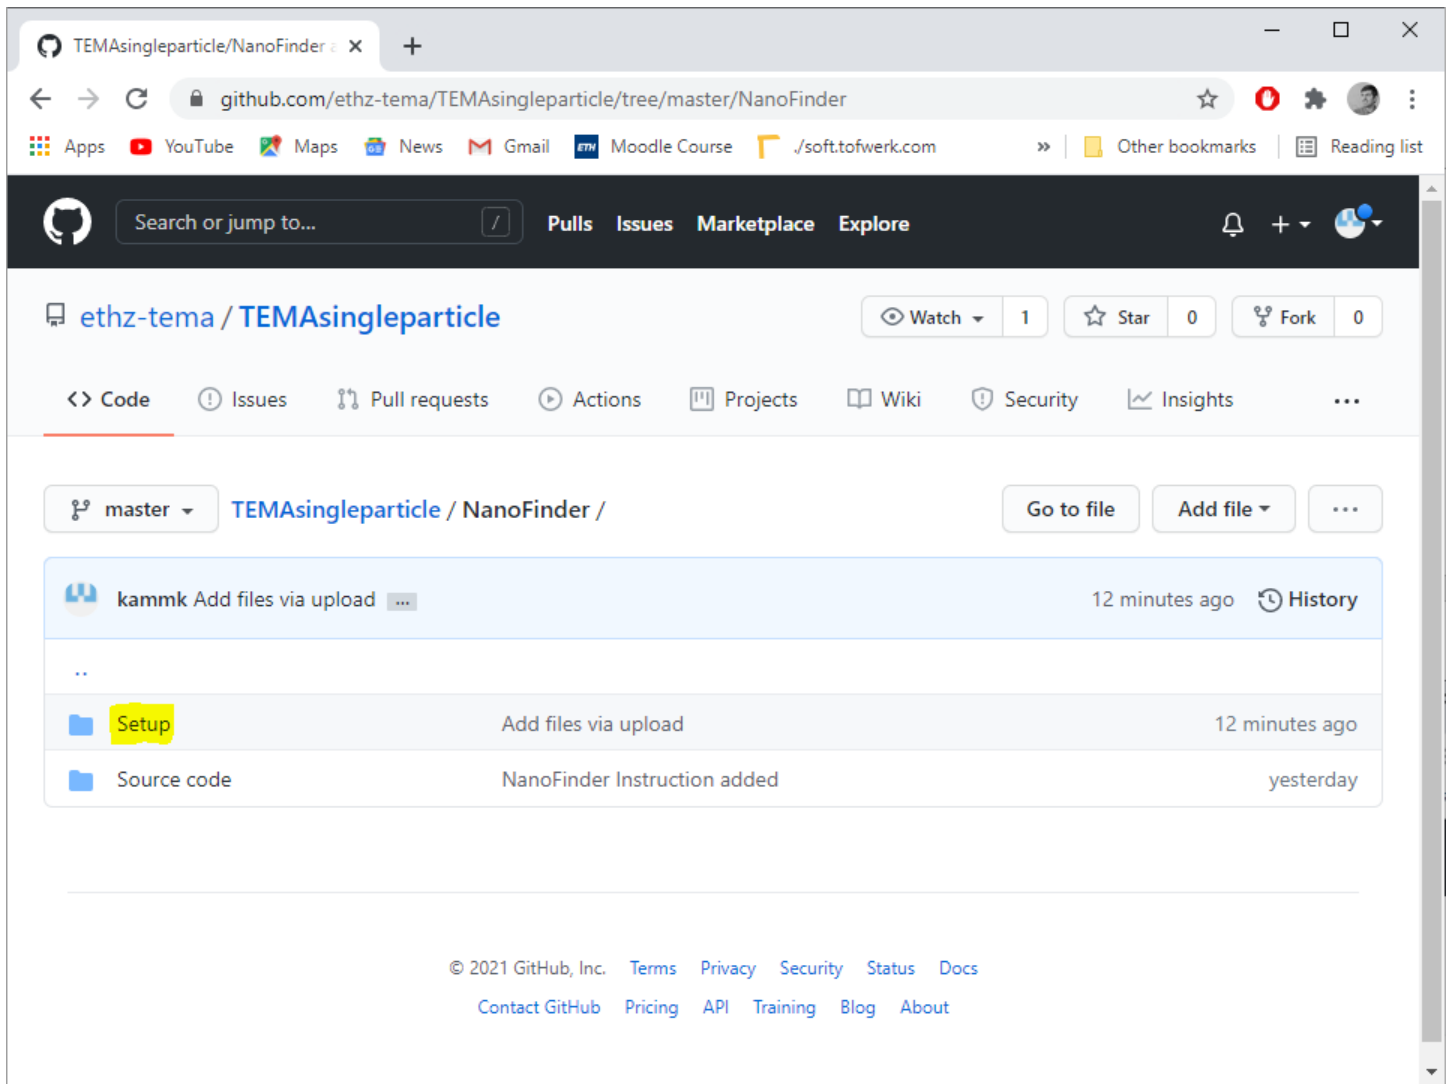 TEMAsingleparticle/NanoFinder a
github.com/ethz-tema/TEMAsingleparticle/tree/master/NanoFinder
Apps YouTube Maps News Gmail ETH Moodle Course ./soft.tofwerk.com » Other bookmarks Reading list
Search or jump to... / Pulls Issues Marketplace Explore
ethz-tema / TEMAsingleparticle Watch 1 Star 0 Fork 0
Code Issues Pull requests Actions Projects Wiki Security Insights ...
master TEMAsingleparticle / NanoFinder / Go to file Add file ...
kammk Add files via upload ... 12 minutes ago History
..
Setup Add files via upload 12 minutes ago
Source code NanoFinder Instruction added yesterday
© 2021 GitHub, Inc. Terms Privacy Security Status Docs
Contact GitHub Pricing API Training Blog About